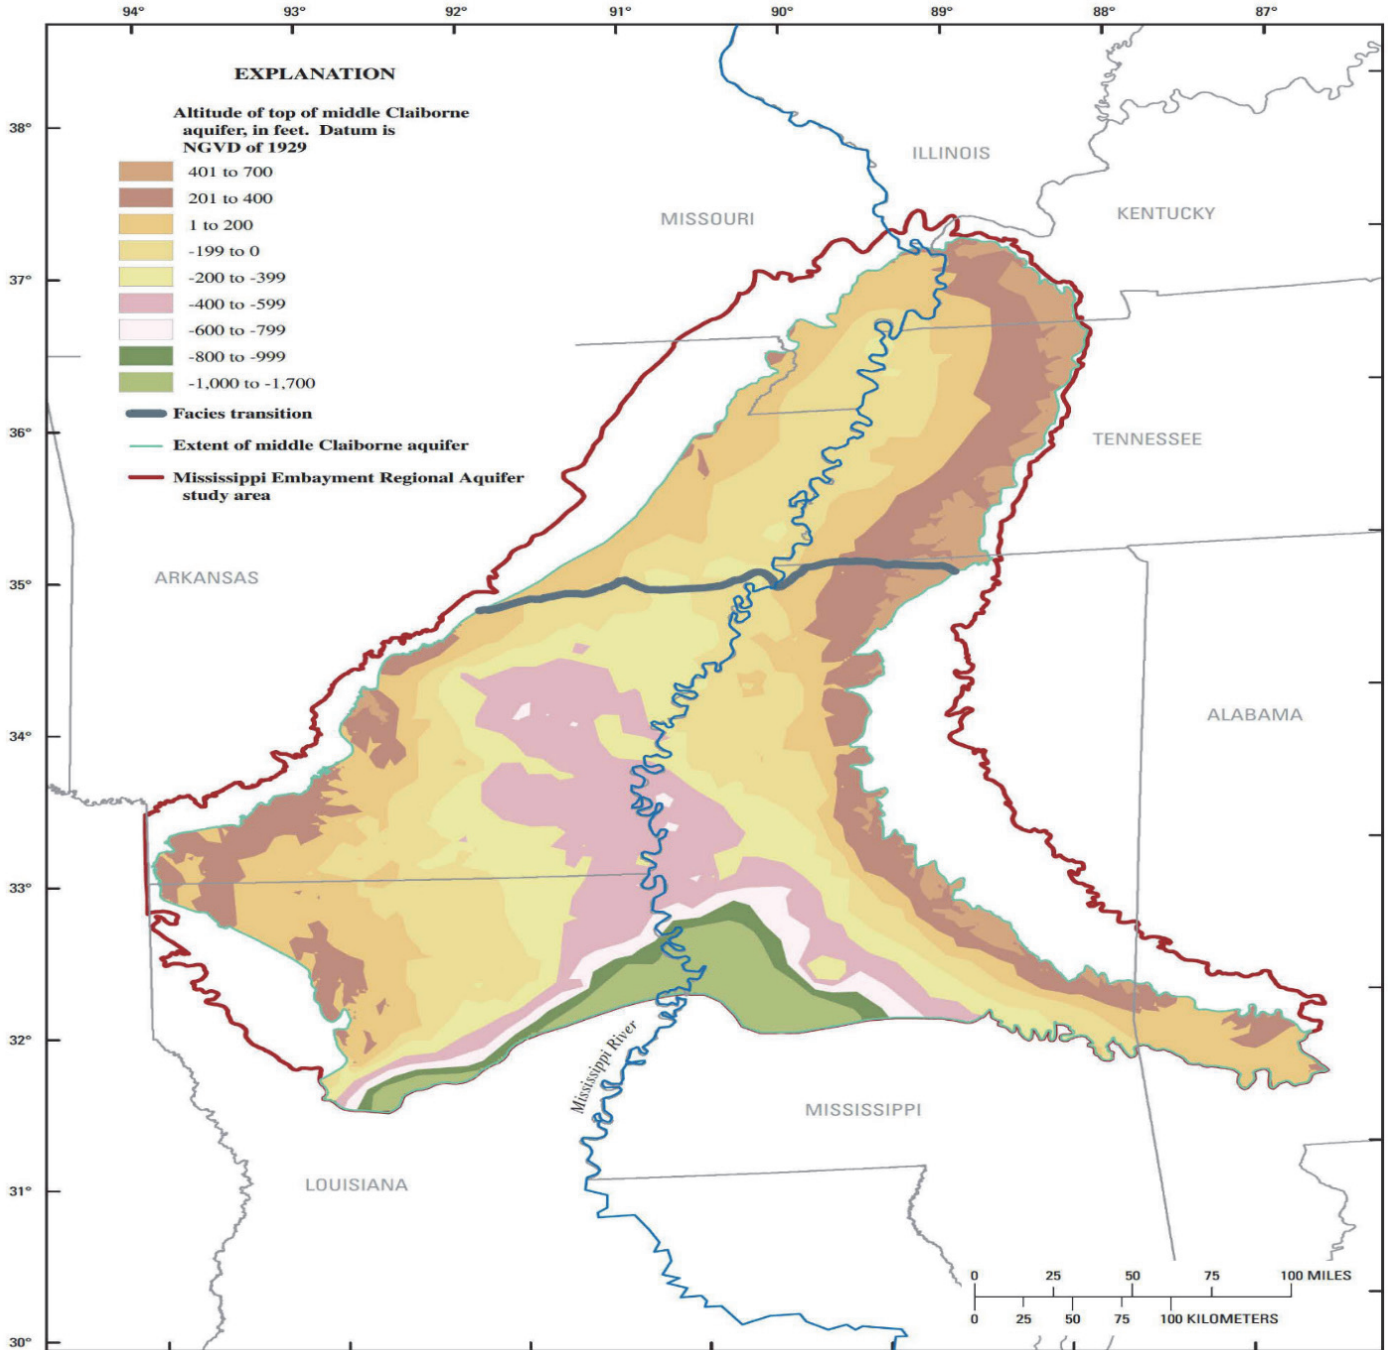 94° 93° 92° 91° 90° 89° 88° 87°
EXPLANATION
Altitude of top of middle Claiborne
aquifer, in feet. Datum is
NGVD of 1929
401 to 700
201 to 400
1 to 200
-199 to 0
-200 to -399
-400 to -599
-600 to -799
-800 to -999
-1,000 to -1,700
Facies transition
Extent of middle Claiborne aquifer
Mississippi Embayment Regional Aquifer
study area
38°
37°
36°
35°
34°
33°
32°
31°
30°
ILLINOIS
MISSOURI
KENTUCKY
TENNESSEE
ARKANSAS
ALABAMA
Mississippi River
MISSISSIPPI
LOUISIANA
0 25 50 75 100 MILES
0 25 50 75 100 KILOMETERS